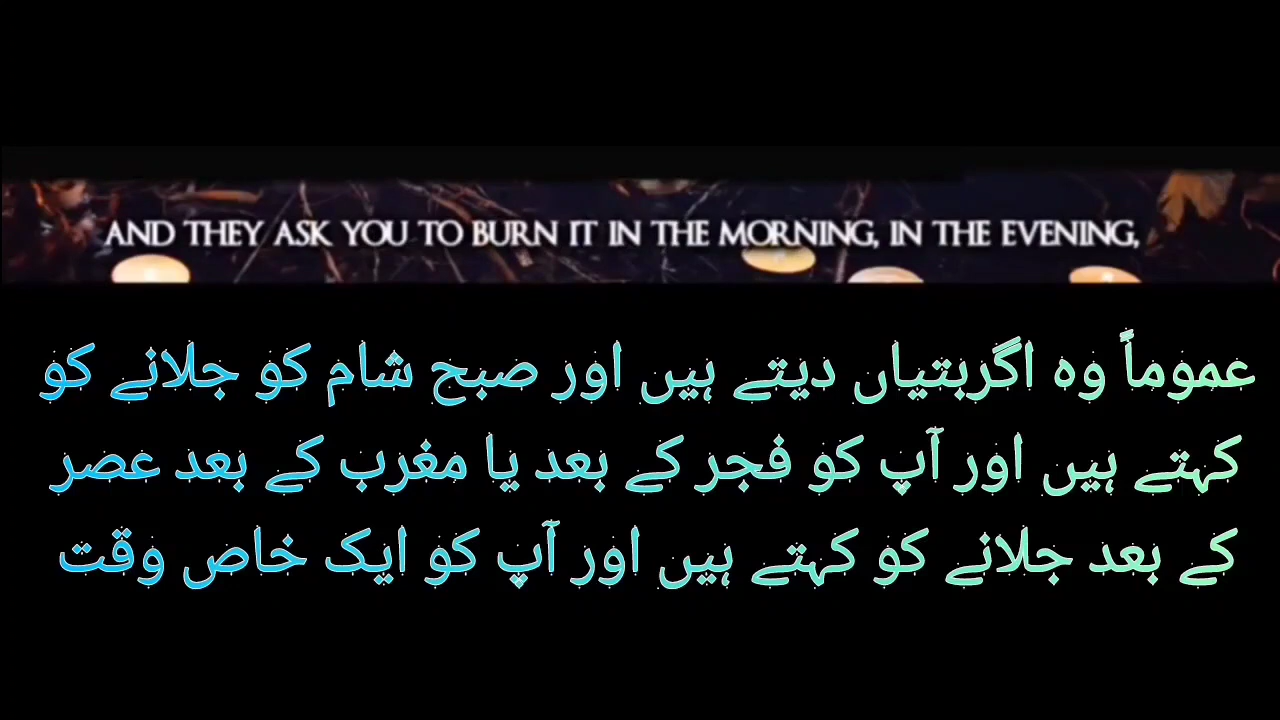 AND THEY ASK YOU TO BURN IT IN THE MORNING, IN THE EVENING,
عموماً وہ اگربتیاں دیتے ہیں اور صبح شام کو جلانے کو
کہتے ہیں اور آپ کو فجر کے بعد یا مغرب کے بعد عصر
کے بعد جلانے کو کہتے ہیں اور آپ کو ایک خاص وقت